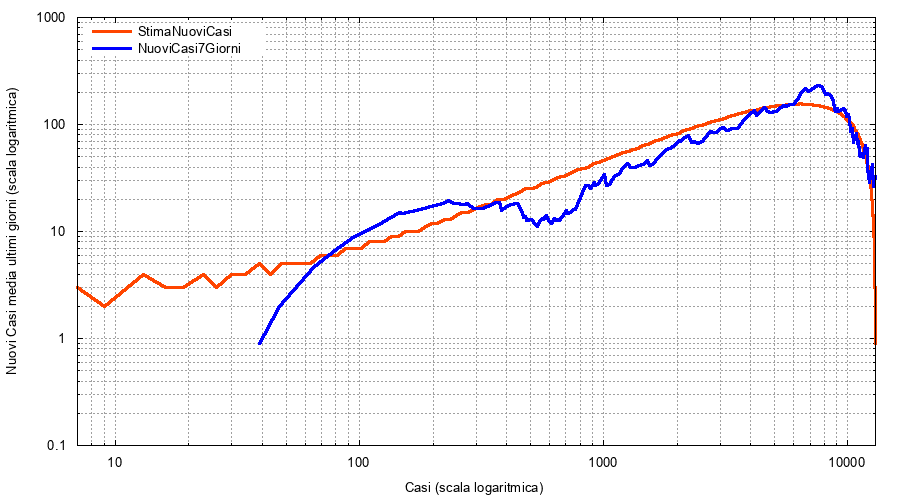 1000
StimaNuoviCasi
NuoviCasi7Giorni
100
10
1
0.1
Nuovi Casi media ultimi giorni (scala logaritmica)
10 100 1000 10000
Casi (scala logaritmica)